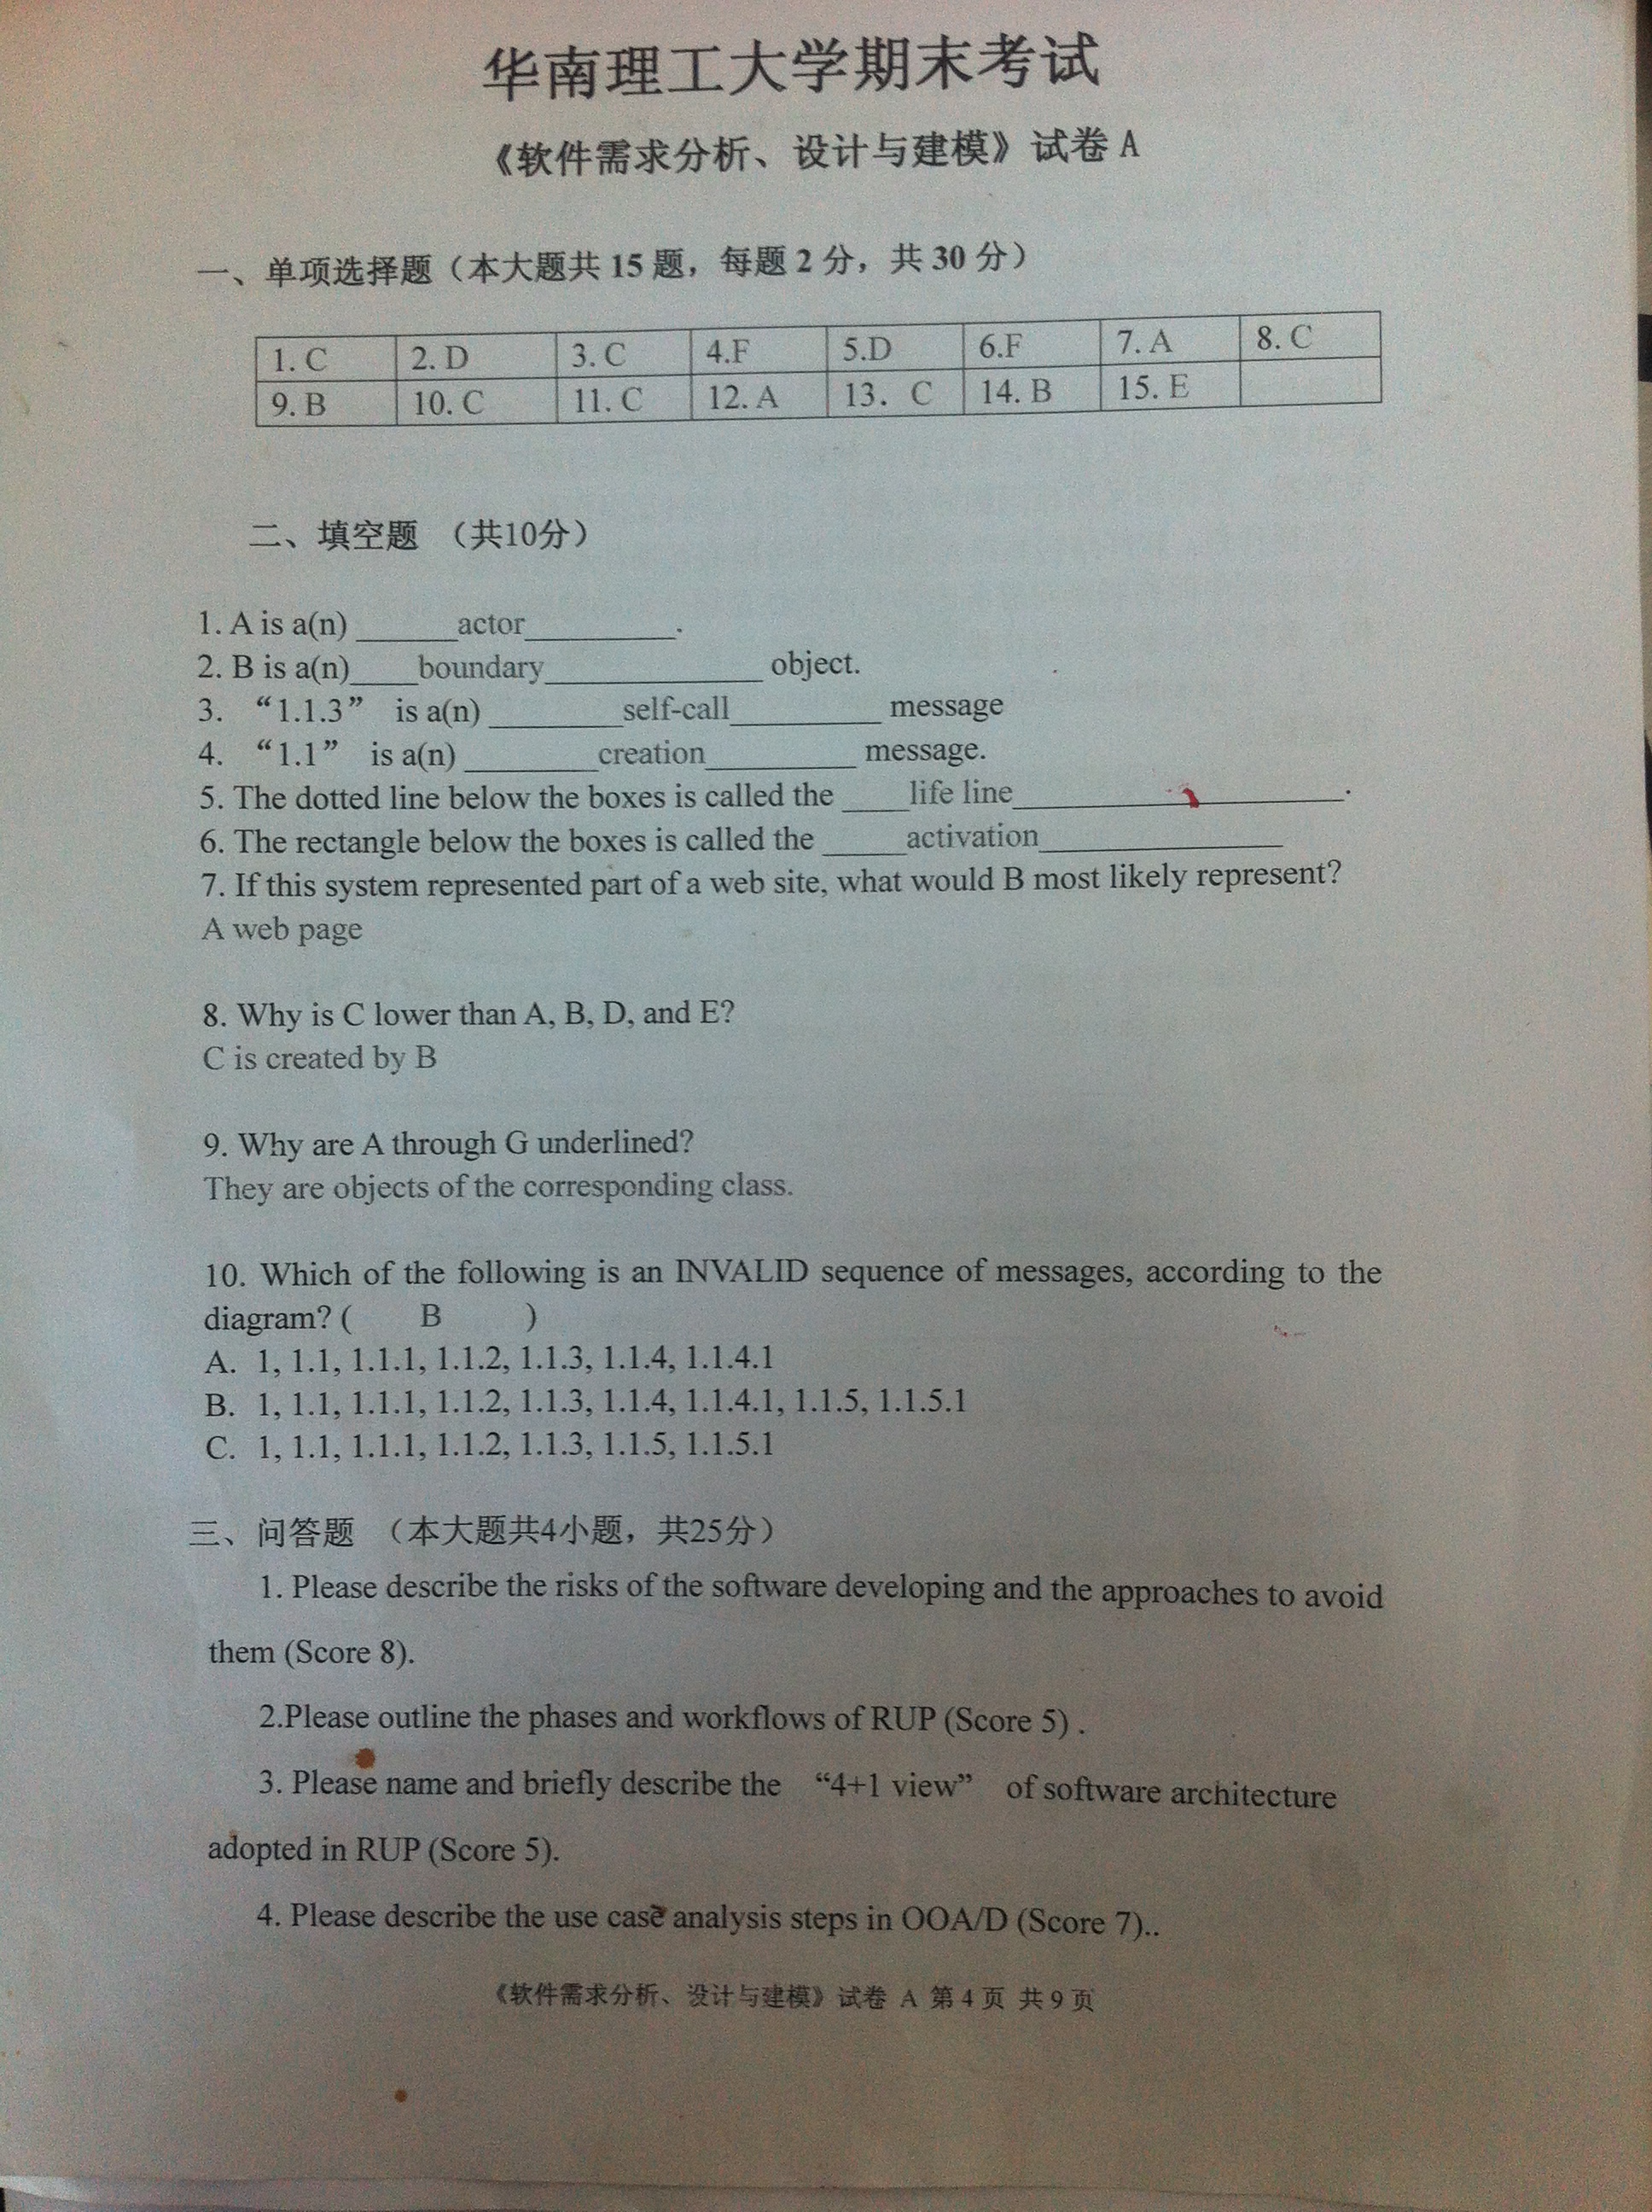 华南理工大学期末考试
《软件需求分析、设计与建模》试卷 A
一、单项选择题（本大题共 15 题，每题 2 分，共 30 分）
1. C 2. D 3. C 4.F 5.D 6.F 7. A 8. C
9. B 10. C 11. C 12. A 13. C 14. B 15. E
二、填空题 （共10分）
1. A is a(n) ______actor_________.
2. B is a(n)____boundary_____________ object.
3. “1.1.3” is a(n) ________self-call_________ message
4. “1.1” is a(n) ________creation_________ message.
5. The dotted line below the boxes is called the ____life line____________________.
6. The rectangle below the boxes is called the _____activation_______________
7. If this system represented part of a web site, what would B most likely represent?
A web page
8. Why is C lower than A, B, D, and E?
C is created by B
9. Why are A through G underlined?
They are objects of the corresponding class.
10. Which of the following is an INVALID sequence of messages, according to the
diagram? ( B )
A. 1, 1.1, 1.1.1, 1.1.2, 1.1.3, 1.1.4, 1.1.4.1
B. 1, 1.1, 1.1.1, 1.1.2, 1.1.3, 1.1.4, 1.1.4.1, 1.1.5, 1.1.5.1
C. 1, 1.1, 1.1.1, 1.1.2, 1.1.3, 1.1.5, 1.1.5.1
三、问答题 （本大题共4小题，共25分）
1. Please describe the risks of the software developing and the approaches to avoid
them (Score 8).
2.Please outline the phases and workflows of RUP (Score 5) .
3. Please name and briefly describe the “4+1 view” of software architecture
adopted in RUP (Score 5).
4. Please describe the use case analysis steps in OOA/D (Score 7)..
《软件需求分析、设计与建模》试卷 A 第 4 页 共 9 页